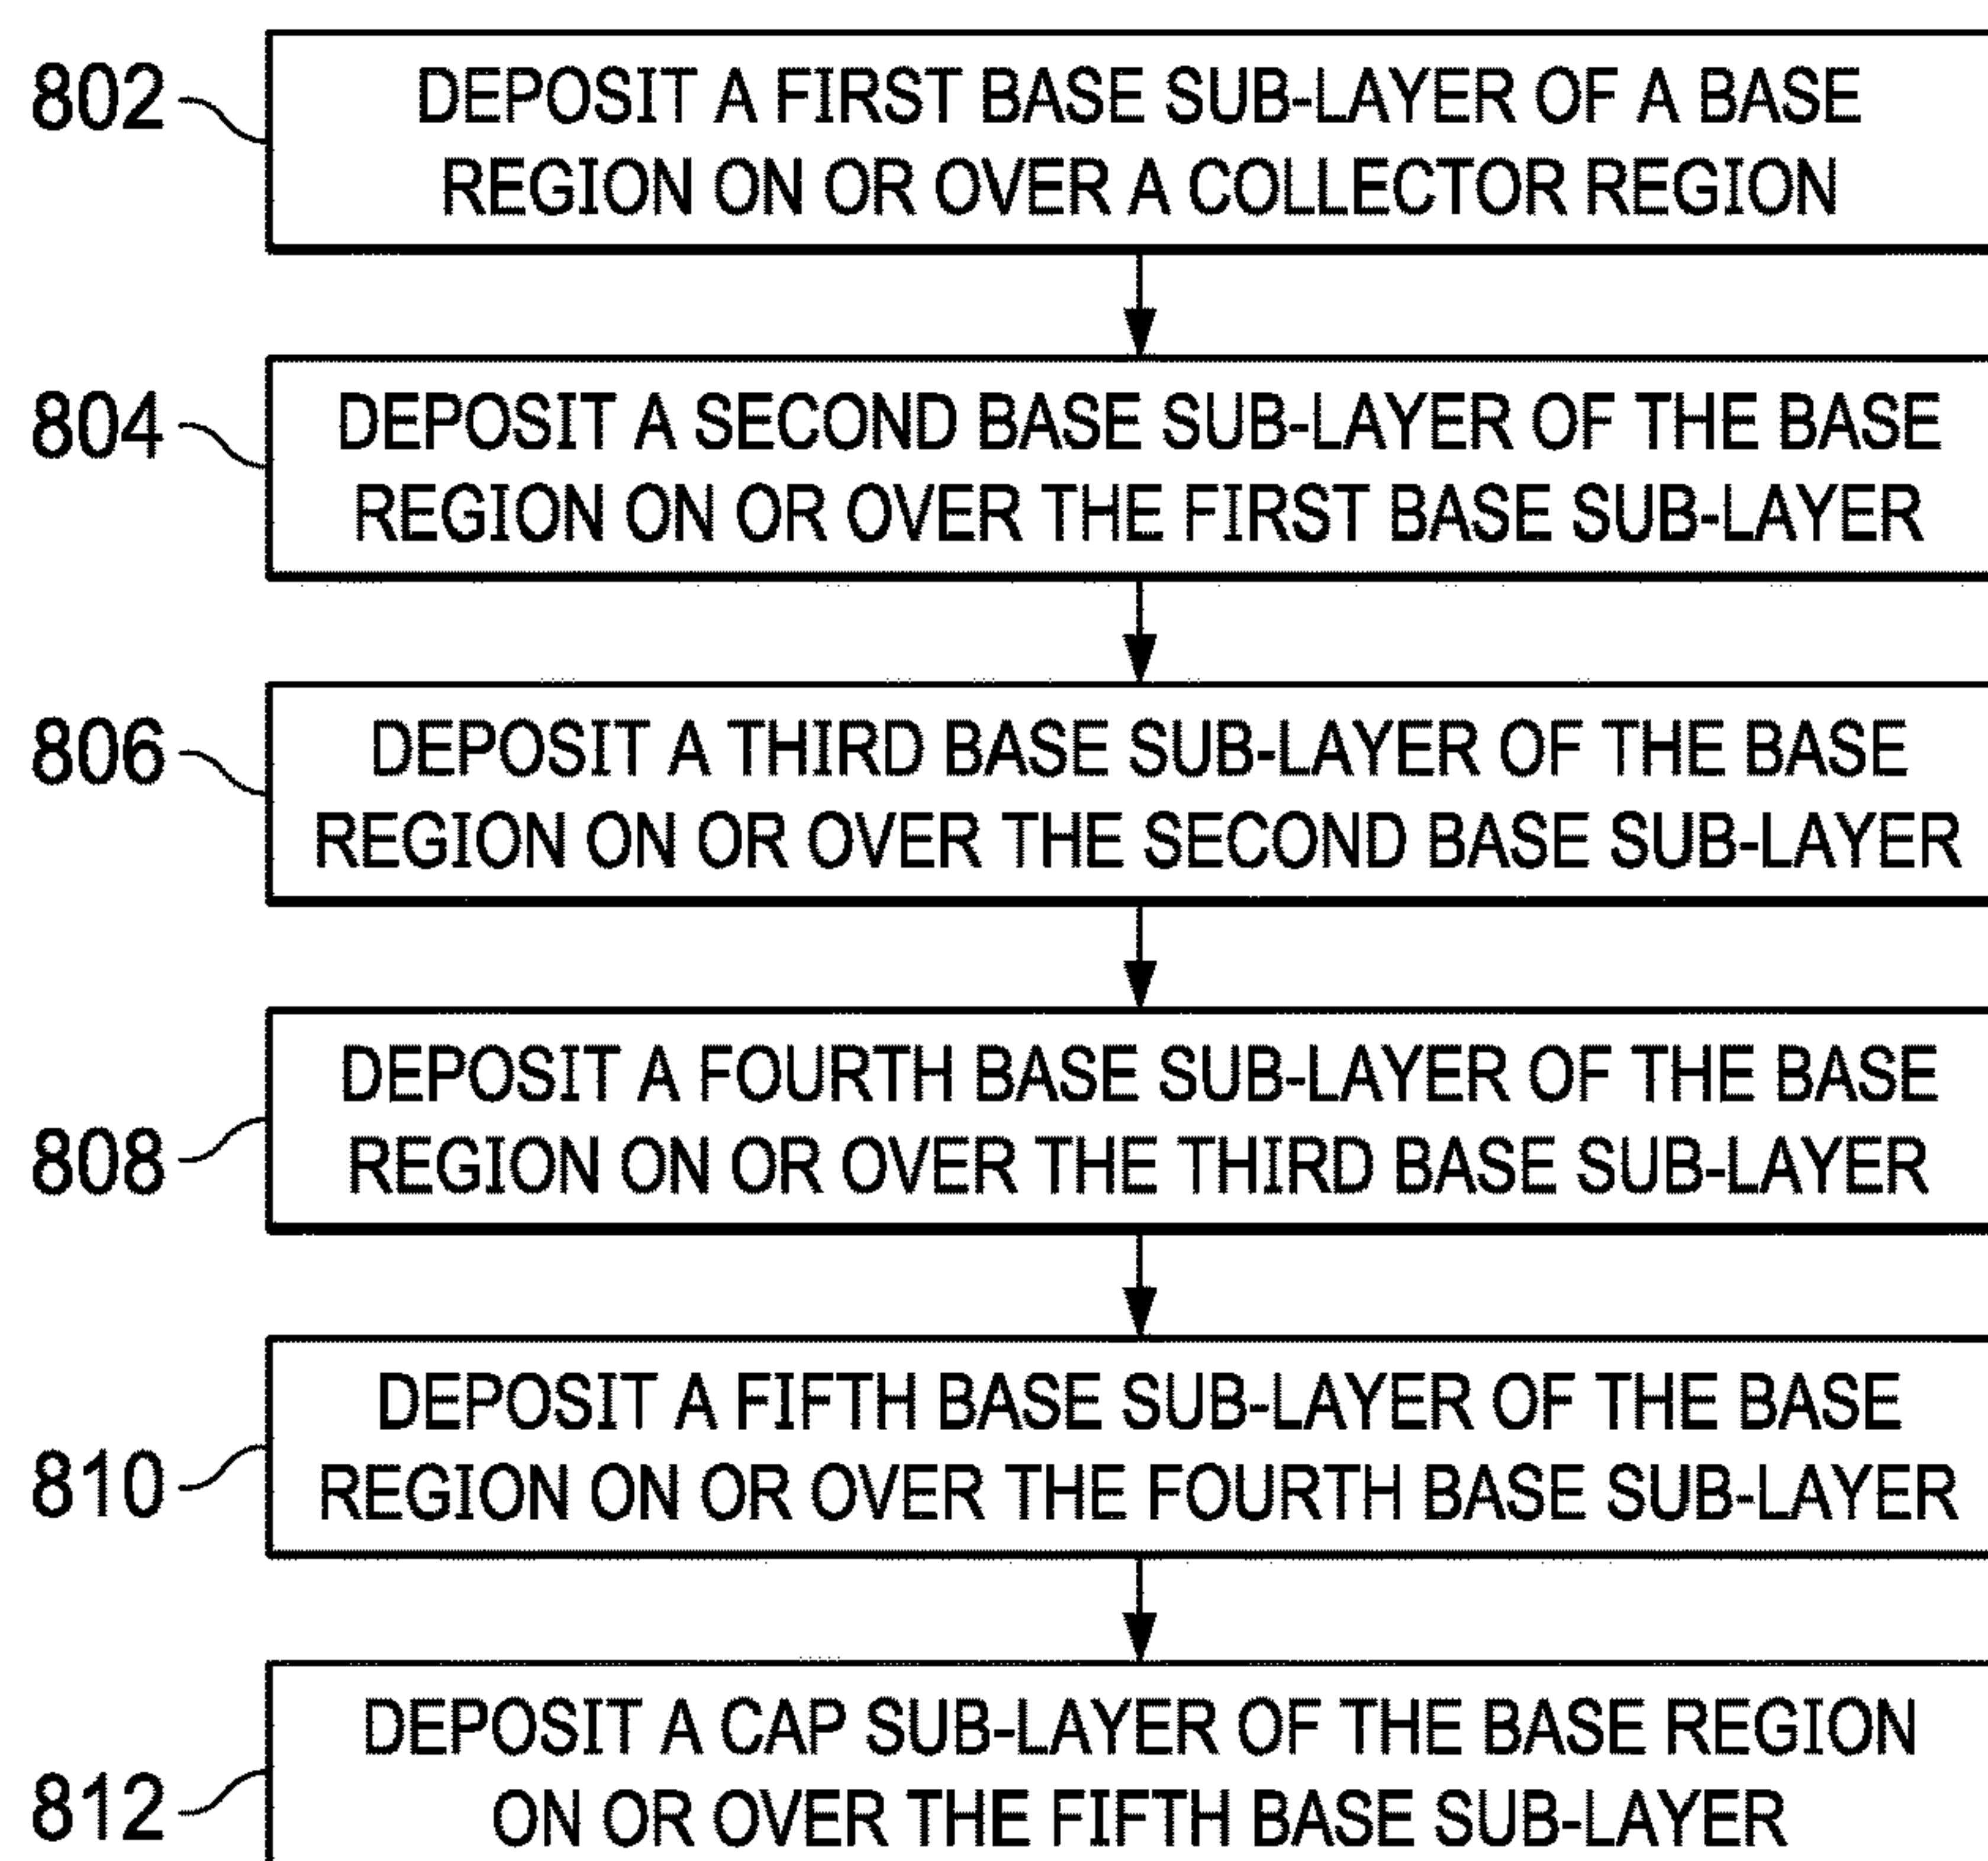 802
DEPOSIT A FIRST BASE SUB-LAYER OF A BASE
REGION ON OR OVER A COLLECTOR REGION
804
DEPOSIT A SECOND BASE SUB-LAYER OF THE BASE
REGION ON OR OVER THE FIRST BASE SUB-LAYER
806
DEPOSIT A THIRD BASE SUB-LAYER OF THE BASE
REGION ON OR OVER THE SECOND BASE SUB-LAYER
808
DEPOSIT A FOURTH BASE SUB-LAYER OF THE BASE
REGION ON OR OVER THE THIRD BASE SUB-LAYER
810
DEPOSIT A FIFTH BASE SUB-LAYER OF THE BASE
REGION ON OR OVER THE FOURTH BASE SUB-LAYER
812
DEPOSIT A CAP SUB-LAYER OF THE BASE REGION
ON OR OVER THE FIFTH BASE SUB-LAYER